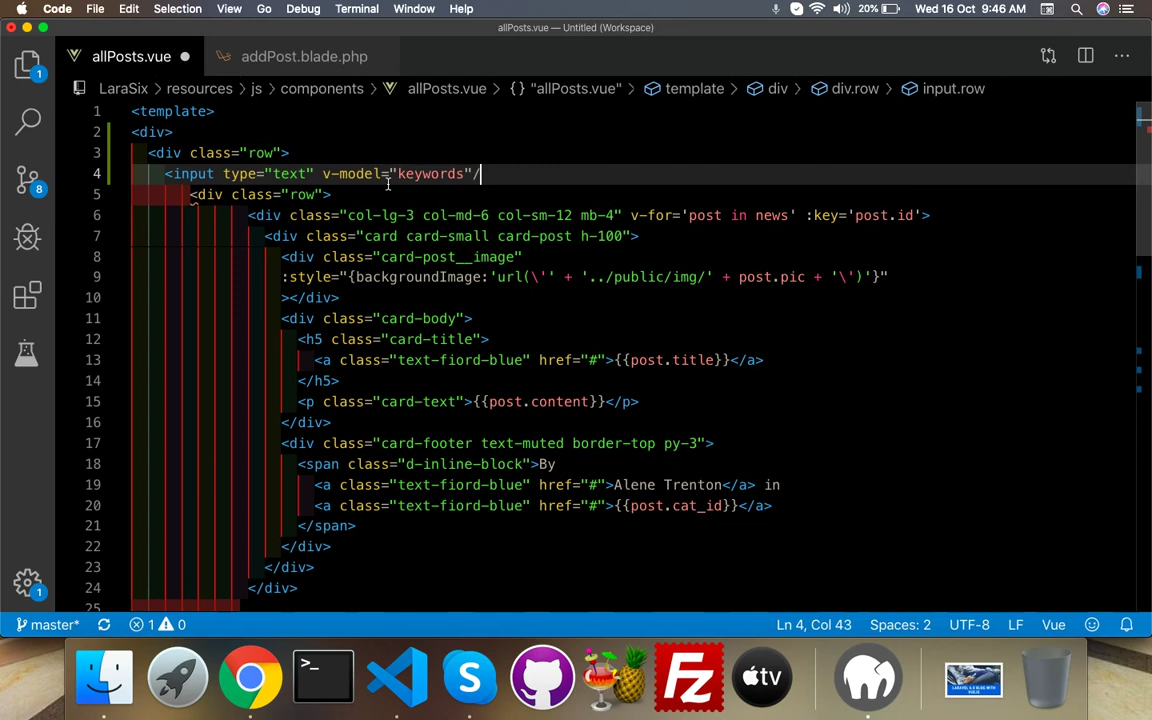 Code File Edit Selection View Go Debug Terminal Window Help 20% Wed 16 Oct 9:46 AM
allPosts.vue — Untitled (Workspace)
allPosts.vue addPost.blade.php
LaraSix > resources > js > components > allPosts.vue > {} "allPosts.vue" > template > div > div.row > input.row
1 <template>
2 <div>
3 <div class="row">
4 <input type="text" v-model="keywords"/
5 <div class="row">
6 <div class="col-lg-3 col-md-6 col-sm-12 mb-4" v-for='post in news' :key='post.id'>
7 <div class="card card-small card-post h-100">
8 <div class="card-post__image"
9 :style="{backgroundImage:'url(\'' + '../public/img/' + post.pic + '\')'}"
10 ></div>
11 <div class="card-body">
12 <h5 class="card-title">
13 <a class="text-fiord-blue" href="#">{{post.title}}</a>
14 </h5>
15 <p class="card-text">{{post.content}}</p>
16 </div>
17 <div class="card-footer text-muted border-top py-3">
18 <span class="d-inline-block">By
19 <a class="text-fiord-blue" href="#">Alene Trenton</a> in
20 <a class="text-fiord-blue" href="#">{{post.cat_id}}</a>
21 </span>
22 </div>
23 </div>
24 </div>
25
1
8
1
master* 1 0 Ln 4, Col 43 Spaces: 2 UTF-8 LF Vue
>_ S Fz tv